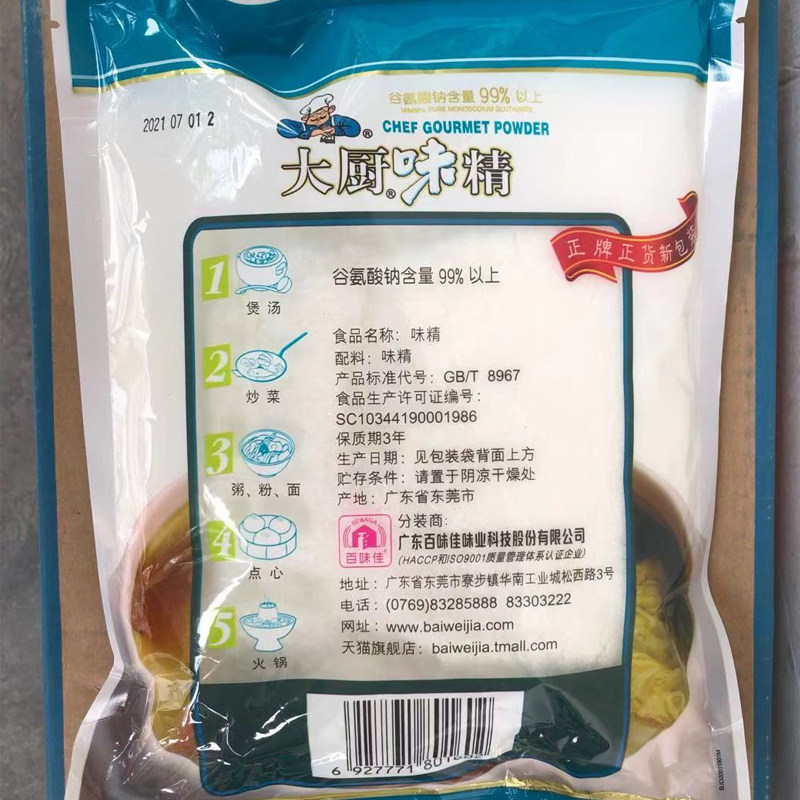 谷氨酸钠含量 99% 以上
2021 07 01 2
CHEF GOURMET POWDER
大厨味精
正牌正货新包装
1
煲汤
2
炒菜
3
粥、粉、面
4
点心
5
火锅
谷氨酸钠含量 99% 以上
食品名称：味精
配料：味精
产品标准代号：GB/T 8967
食品生产许可证编号：
SC10344190001986
保质期3年
生产日期：见包装袋背面上方
贮存条件：请置于阴凉干燥处
产地：广东省东莞市
百味佳
分装商：
广东百味佳味业科技股份有限公司
(HACCP和ISO9001质量管理体系认证企业)
地址：广东省东莞市寮步镇华南工业城松西路3号
电话：(0769)83285888 83303222
网址：www.baiweijia.com
天猫旗舰店：baiweijia.tmall.com
6 927771 801